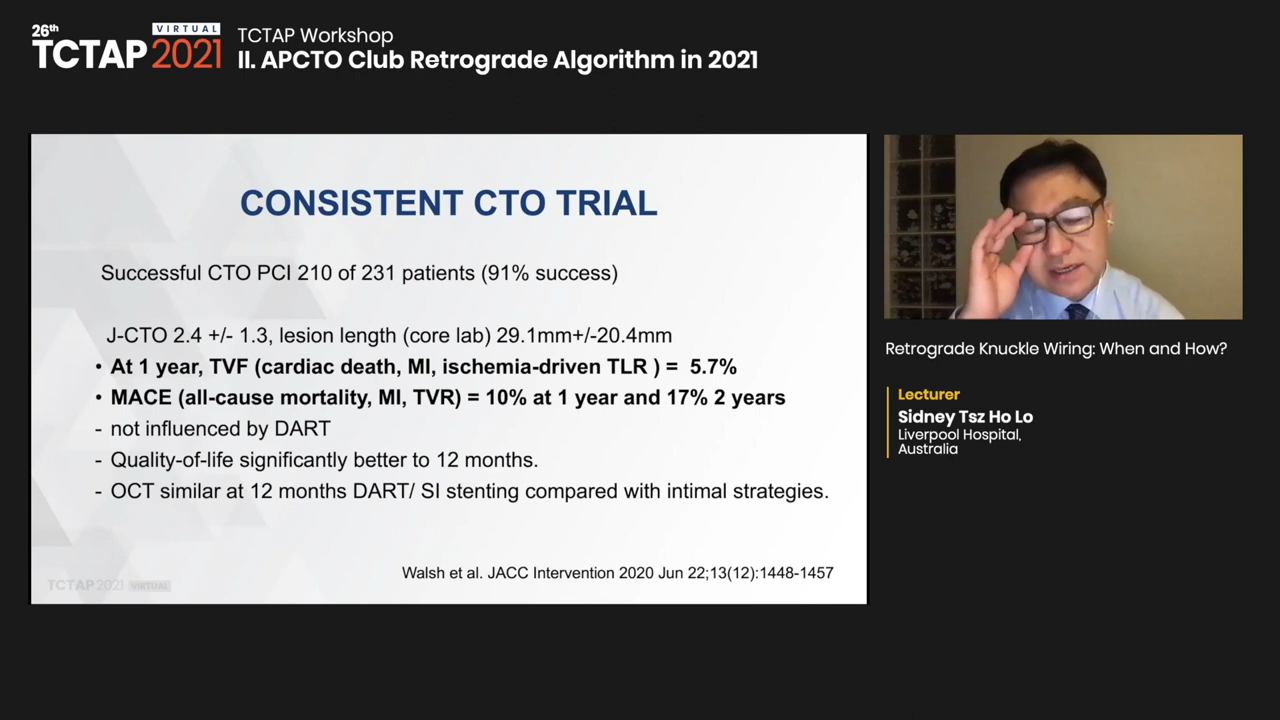 26th
VIRTUAL
TCTAP 2021
TCTAP Workshop
II. APCTO Club Retrograde Algorithm in 2021
CONSISTENT CTO TRIAL
Successful CTO PCI 210 of 231 patients (91% success)
J-CTO 2.4 +/- 1.3, lesion length (core lab) 29.1mm+/-20.4mm
• At 1 year, TVF (cardiac death, MI, ischemia-driven TLR ) = 5.7%
• MACE (all-cause mortality, MI, TVR) = 10% at 1 year and 17% 2 years
- not influenced by DART
- Quality-of-life significantly better to 12 months.
- OCT similar at 12 months DART/ SI stenting compared with intimal strategies.
Walsh et al. JACC Intervention 2020 Jun 22;13(12):1448-1457
TCTAP 2021 VIRTUAL
Retrograde Knuckle Wiring: When and How?
Lecturer
Sidney Tsz Ho Lo
Liverpool Hospital,
Australia